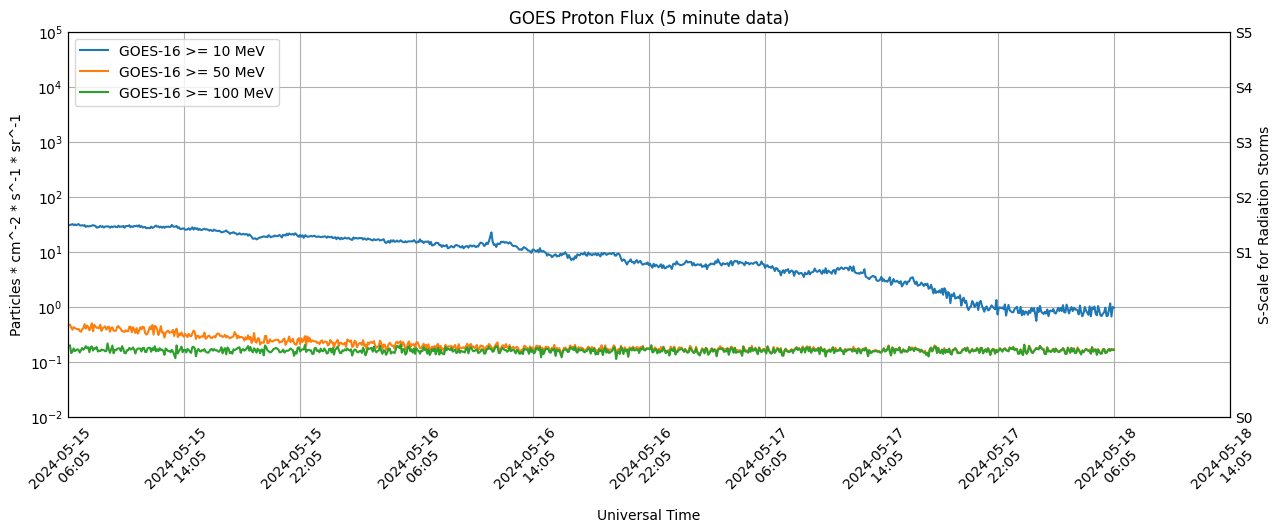 GOES Proton Flux (5 minute data)
GOES-16 >= 10 MeV
GOES-16 >= 50 MeV
GOES-16 >= 100 MeV
Particles * cm^-2 * s^-1 * sr^-1
10^5
10^4
10^3
10^2
10^1
10^0
10^-1
10^-2
S5
S4
S3
S2
S1
S0
S-Scale for Radiation Storms
2024-05-15
06:05
2024-05-15
14:05
2024-05-15
22:05
2024-05-16
06:05
2024-05-16
14:05
2024-05-16
22:05
2024-05-17
06:05
2024-05-17
14:05
2024-05-17
22:05
2024-05-18
06:05
2024-05-18
14:05
Universal Time